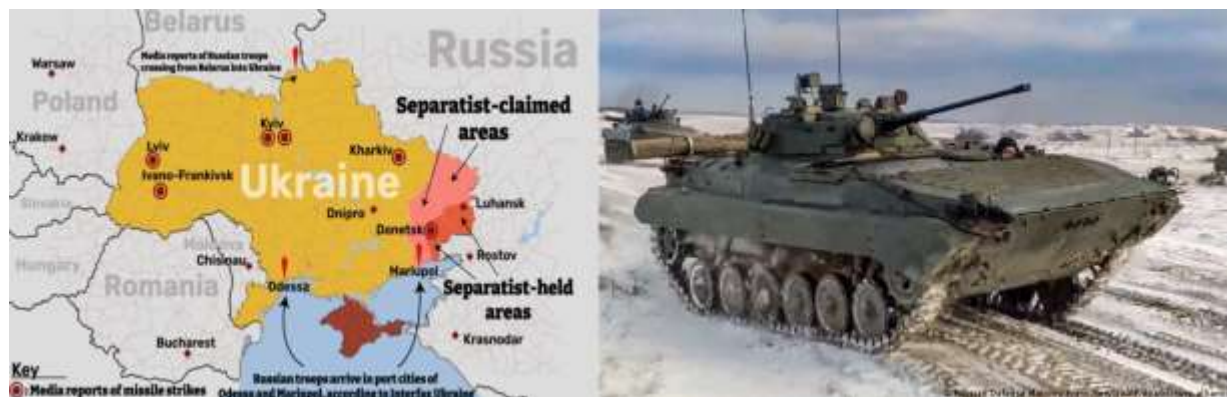 Belarus
Russia
Media reports of Russian troops
crossing from Belarus into Ukraine
Warsaw
Poland
Separatist-claimed
areas
Krakow
Kyiv
Lviv
Kharkiv
Ivano-Frankivsk
Ukraine
Slovakia
Dnipro
Luhansk
Donetsk
Moldova
Chisinau
Rostov
Hungary
Mariupol
Romania
Odessa
Separatist-held
areas
Bucharest
Krasnodar
Key
: Media reports of missile strikes
Russian troops arrive in port cities of
Odessa and Mariupol, according to Interfax Ukraine